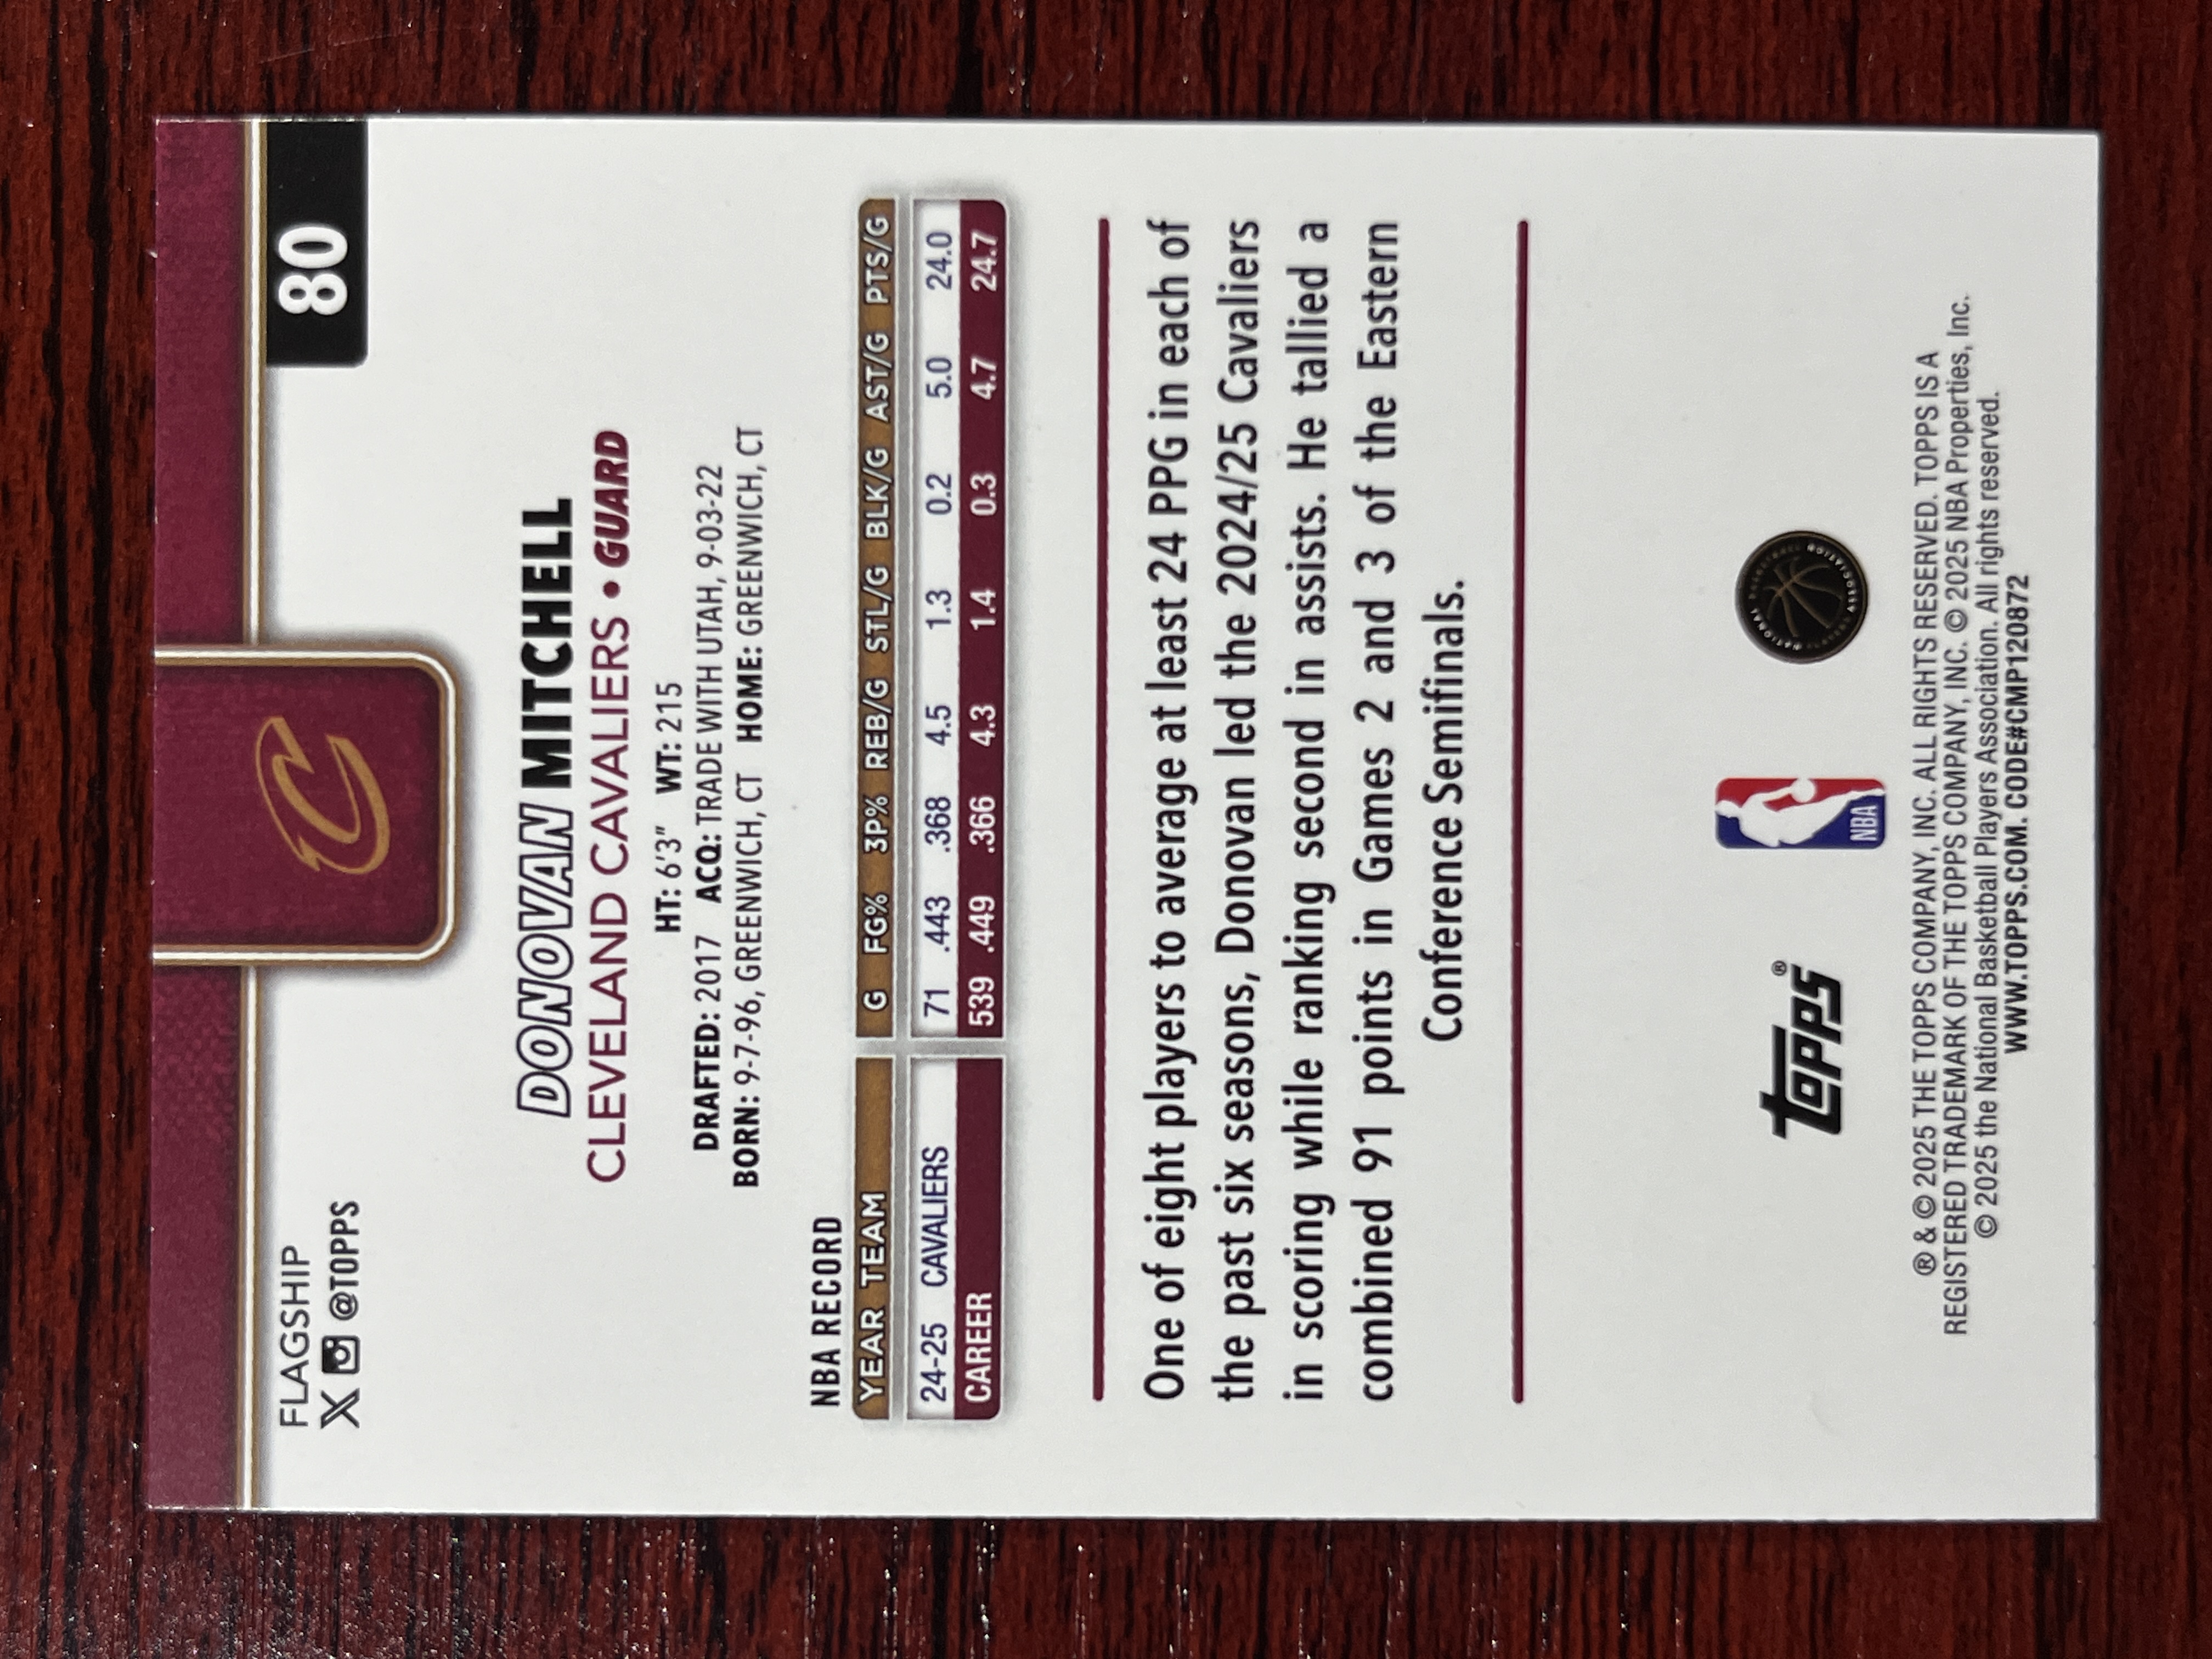 FLAGSHIP
@TOPPS
80
DONOVAN MITCHELL
CLEVELAND CAVALIERS • GUARD
HT: 6'3" WT: 215
DRAFTED: 2017 ACQ: TRADE WITH UTAH, 9-03-22
BORN: 9-7-96, GREENWICH, CT HOME: GREENWICH, CT
NBA RECORD
YEAR TEAM G FG% 3P% REB/G STL/G BLK/G AST/G PTS/G
24-25 CAVALIERS 71 .443 .368 4.5 1.3 0.2 5.0 24.0
CAREER 539 .449 .366 4.3 1.4 0.3 4.7 24.7
One of eight players to average at least 24 PPG in each of
the past six seasons, Donovan led the 2024/25 Cavaliers
in scoring while ranking second in assists. He tallied a
combined 91 points in Games 2 and 3 of the Eastern
Conference Semifinals.
topps®
NBA
NATIONAL BASKETBALL PLAYERS ASSOCIATION
® & © 2025 THE TOPPS COMPANY, INC. ALL RIGHTS RESERVED. TOPPS IS A
REGISTERED TRADEMARK OF THE TOPPS COMPANY, INC. © 2025 NBA Properties, Inc.
© 2025 the National Basketball Players Association. All rights reserved.
WWW.TOPPS.COM. CODE#CMP120872